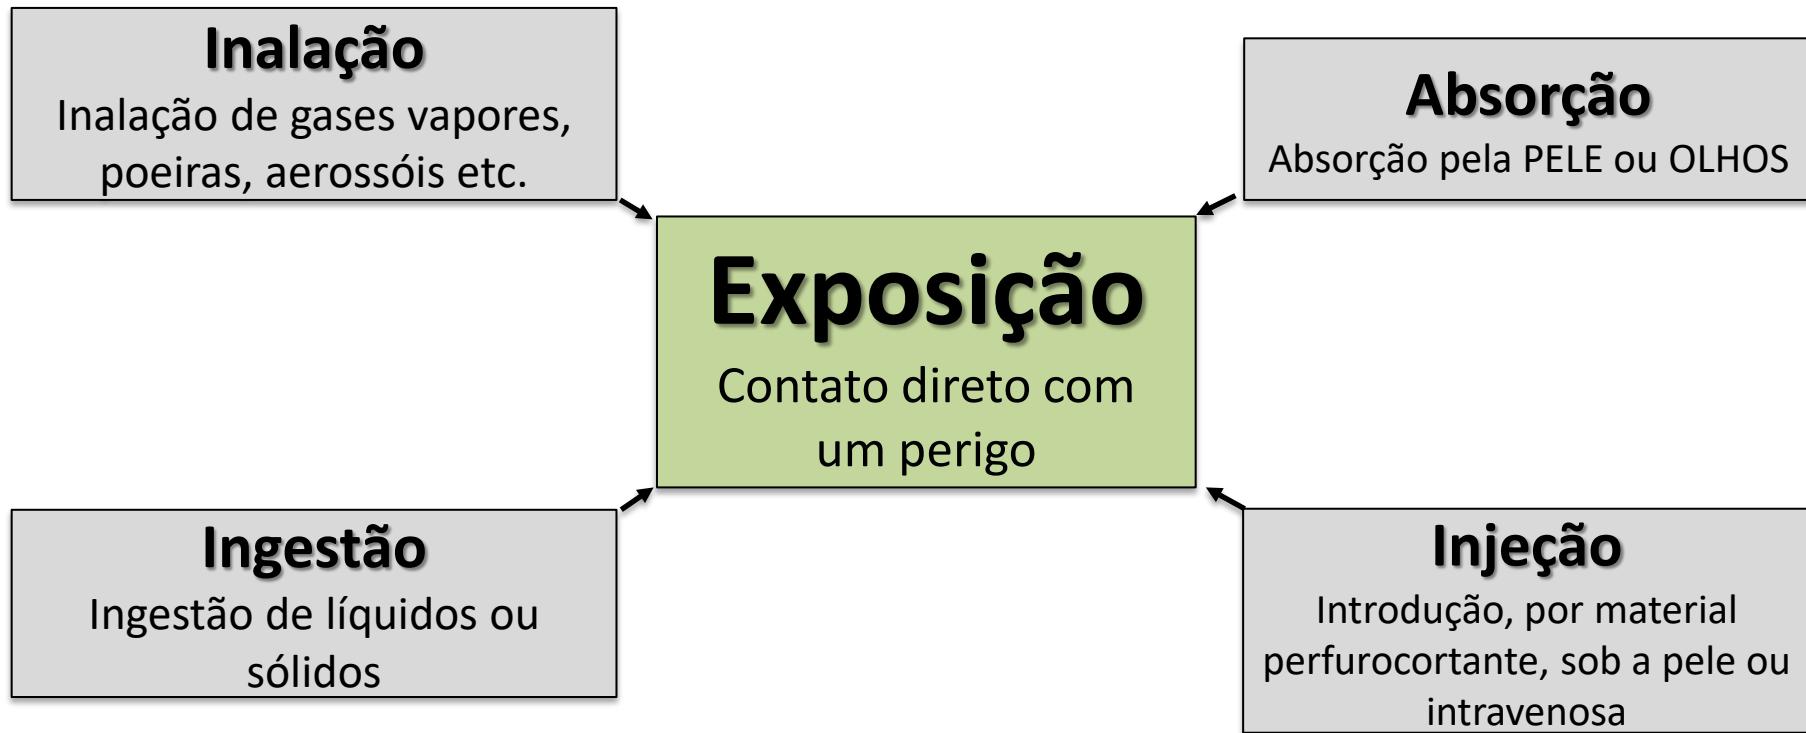 Inalação
Inalação de gases vapores,
poeiras, aerossóis etc.
Absorção
Absorção pela PELE ou OLHOS
Exposição
Contato direto com
um perigo
Ingestão
Ingestão de líquidos ou
sólidos
Injeção
Introdução, por material
perfurocortante, sob a pele ou
intravenosa